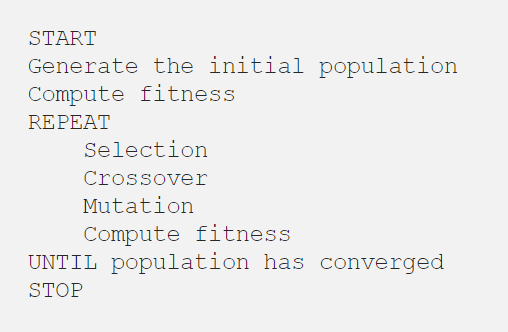 START
Generate the initial population
Compute fitness
REPEAT
    Selection
    Crossover
    Mutation
    Compute fitness
UNTIL population has converged
STOP